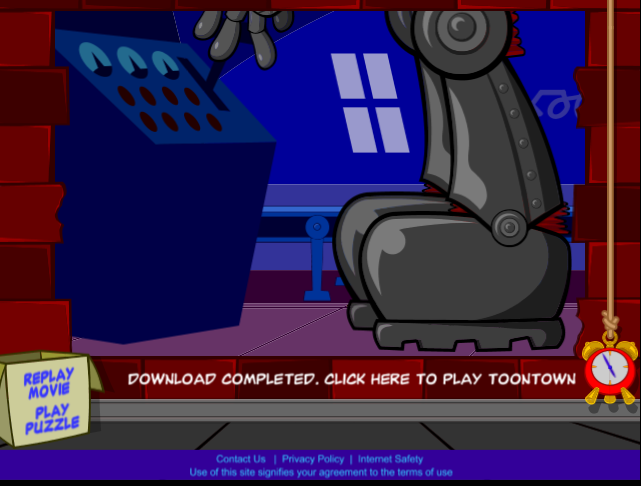 DOWNLOAD COMPLETED. CLICK HERE TO PLAY TOONTOWN
REPLAY
MOVIE
PLAY
PUZZLE
Contact Us | Privacy Policy | Internet Safety
Use of this site signifies your agreement to the terms of use